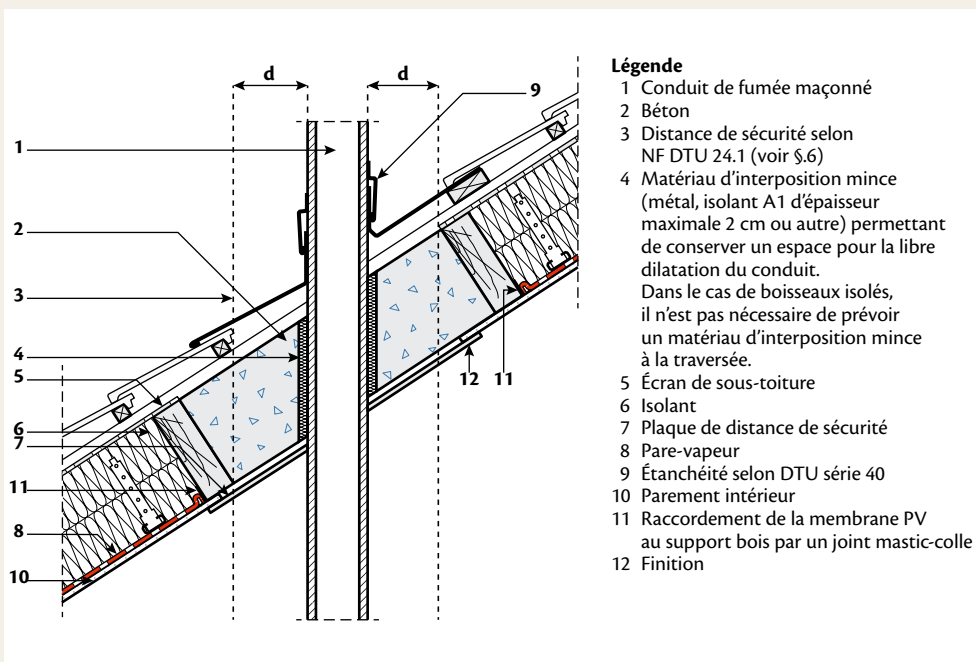 d
d
9
1
2
3
4
5
6
7
11
8
10
12
11
Légende
1 Conduit de fumée maçonné
2 Béton
3 Distance de sécurité selon
NF DTU 24.1 (voir §.6)
4 Matériau d'interposition mince
(métal, isolant A1 d'épaisseur
maximale 2 cm ou autre) permettant
de conserver un espace pour la libre
dilatation du conduit.
Dans le cas de boisseaux isolés,
il n'est pas nécessaire de prévoir
un matériau d'interposition mince
à la traversée.
5 Écran de sous-toiture
6 Isolant
7 Plaque de distance de sécurité
8 Pare-vapeur
9 Étanchéité selon DTU série 40
10 Parement intérieur
11 Raccordement de la membrane PV
au support bois par un joint mastic-colle
12 Finition